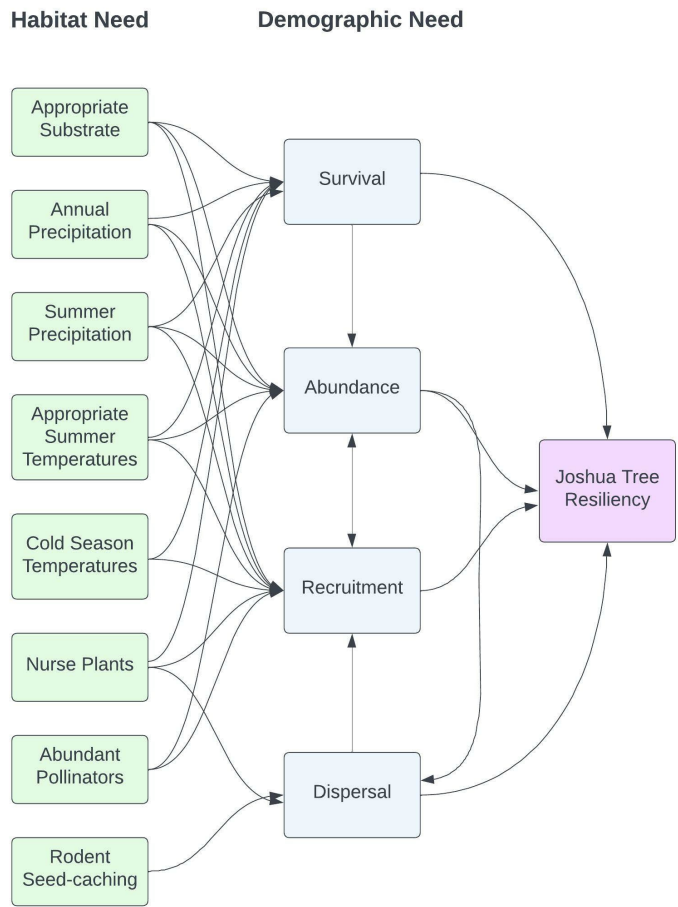 Habitat Need
Demographic Need
Appropriate
Substrate
Annual
Precipitation
Summer
Precipitation
Appropriate
Summer
Temperatures
Cold Season
Temperatures
Nurse Plants
Abundant
Pollinators
Rodent
Seed-caching
Survival
Abundance
Recruitment
Dispersal
Joshua Tree
Resiliency